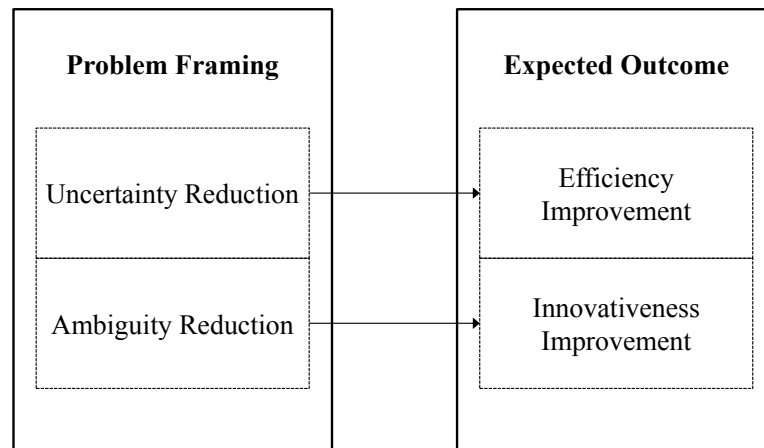 Problem Framing
Uncertainty Reduction
Ambiguity Reduction
Expected Outcome
Efficiency
Improvement
Innovativeness
Improvement